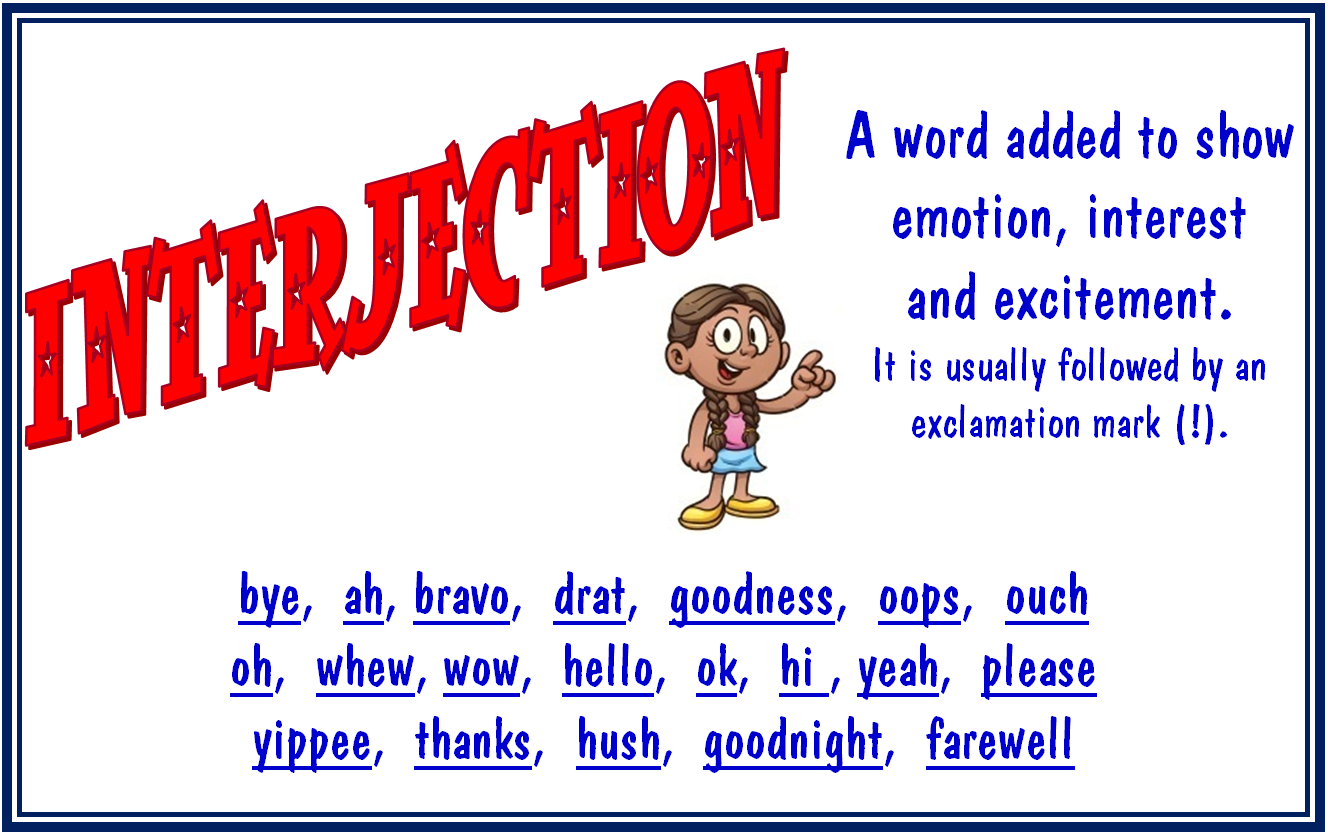 INTERJECTION
A word added to show
emotion, interest
and excitement.
It is usually followed by an
exclamation mark (!).
bye, ah, bravo, drat, goodness, oops, ouch
oh, whew, wow, hello, ok, hi , yeah, please
yippee, thanks, hush, goodnight, farewell